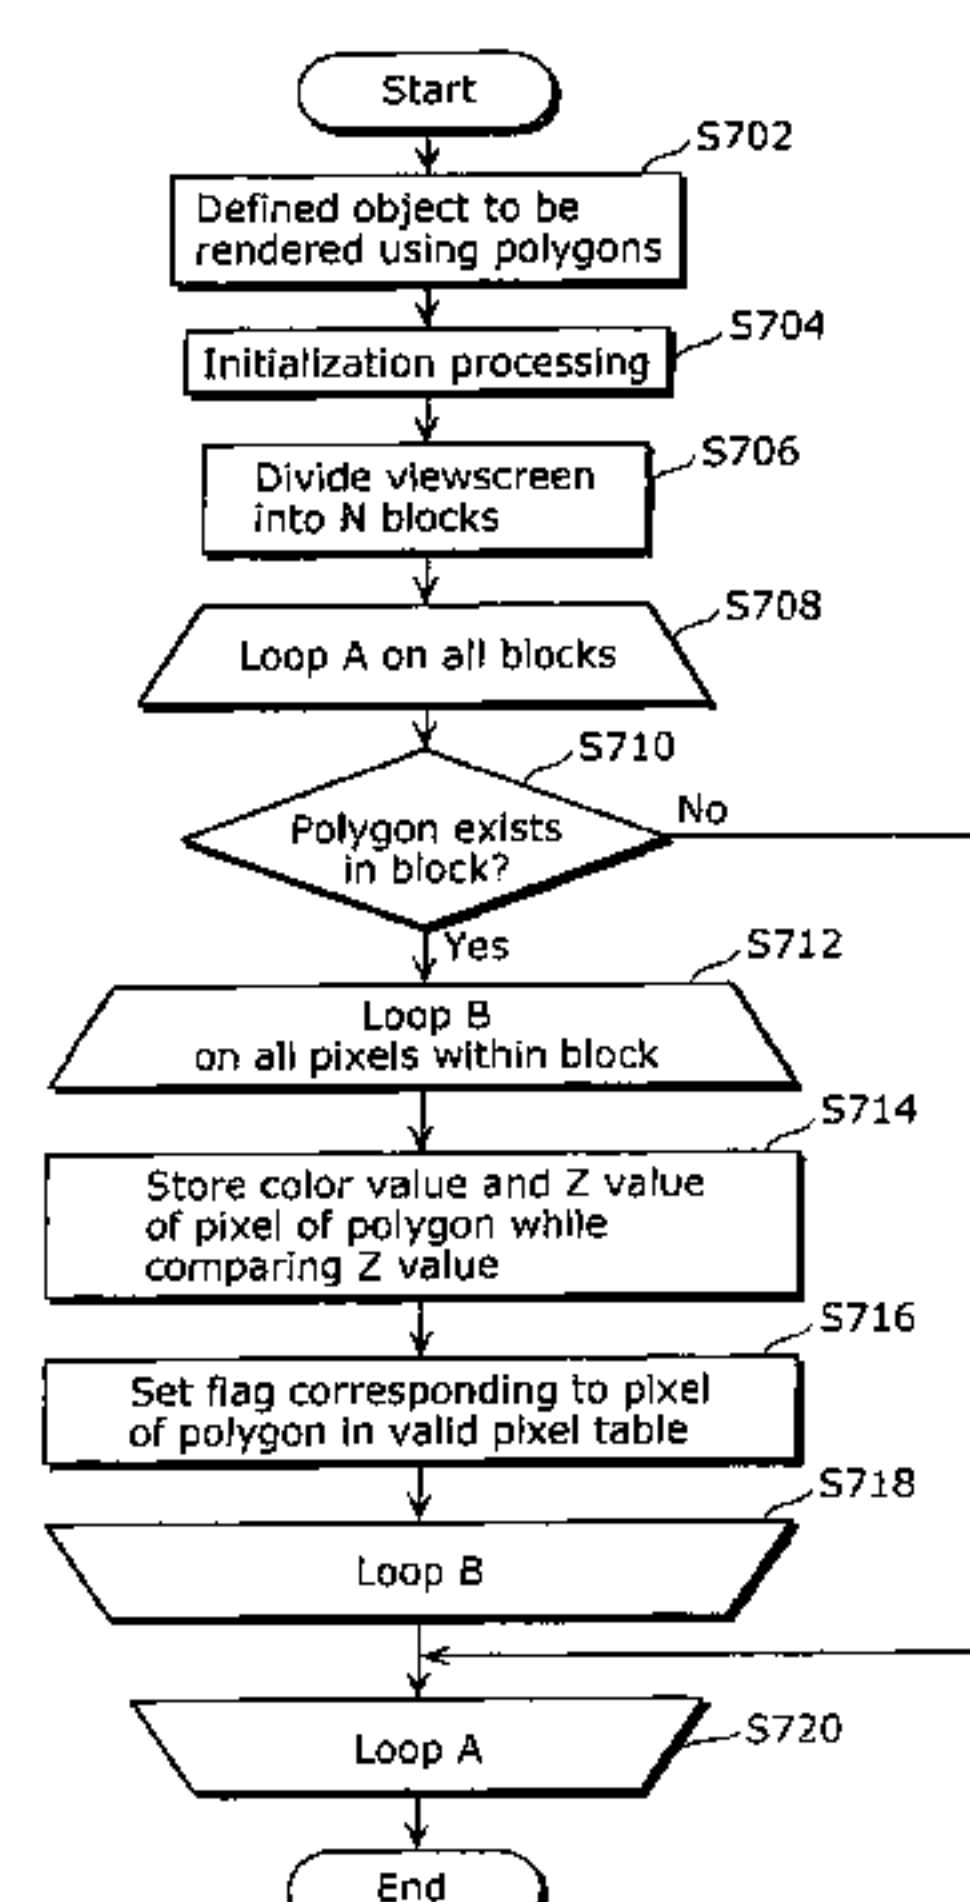 Start
S702
Defined object to be
rendered using polygons
S704
Initialization processing
S706
Divide viewscreen
into N blocks
S708
Loop A on all blocks
S710
Polygon exists
in block?
No
Yes
S712
Loop B
on all pixels within block
S714
Store color value and Z value
of pixel of polygon while
comparing Z value
S716
Set flag corresponding to pixel
of polygon in valid pixel table
S718
Loop B
Loop A
S720
End